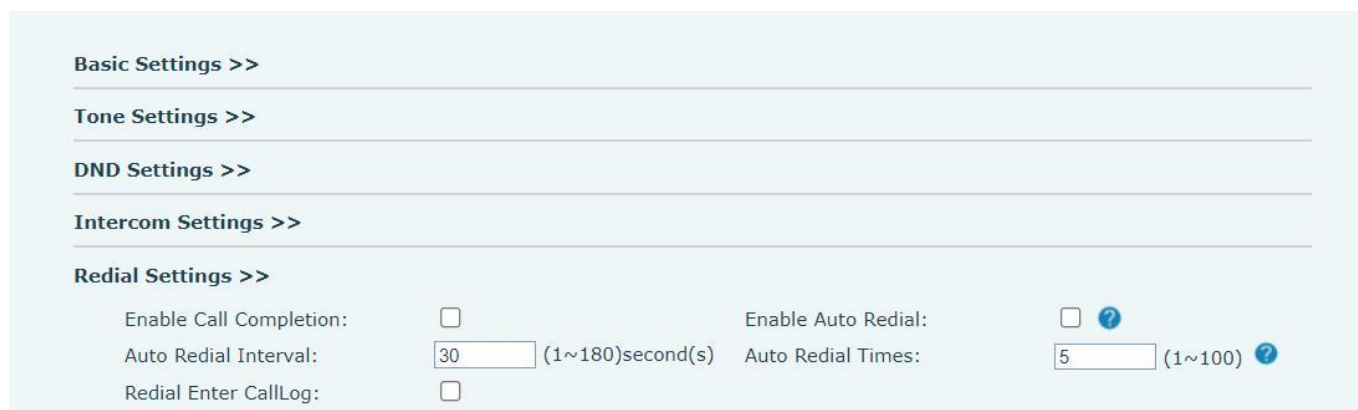 Basic Settings >>
Tone Settings >>
DND Settings >>
Intercom Settings >>
Redial Settings >>
Enable Call Completion: Enable Auto Redial: ?
Auto Redial Interval: 30 (1~180)second(s) Auto Redial Times: 5 (1~100) ?
Redial Enter CallLog: